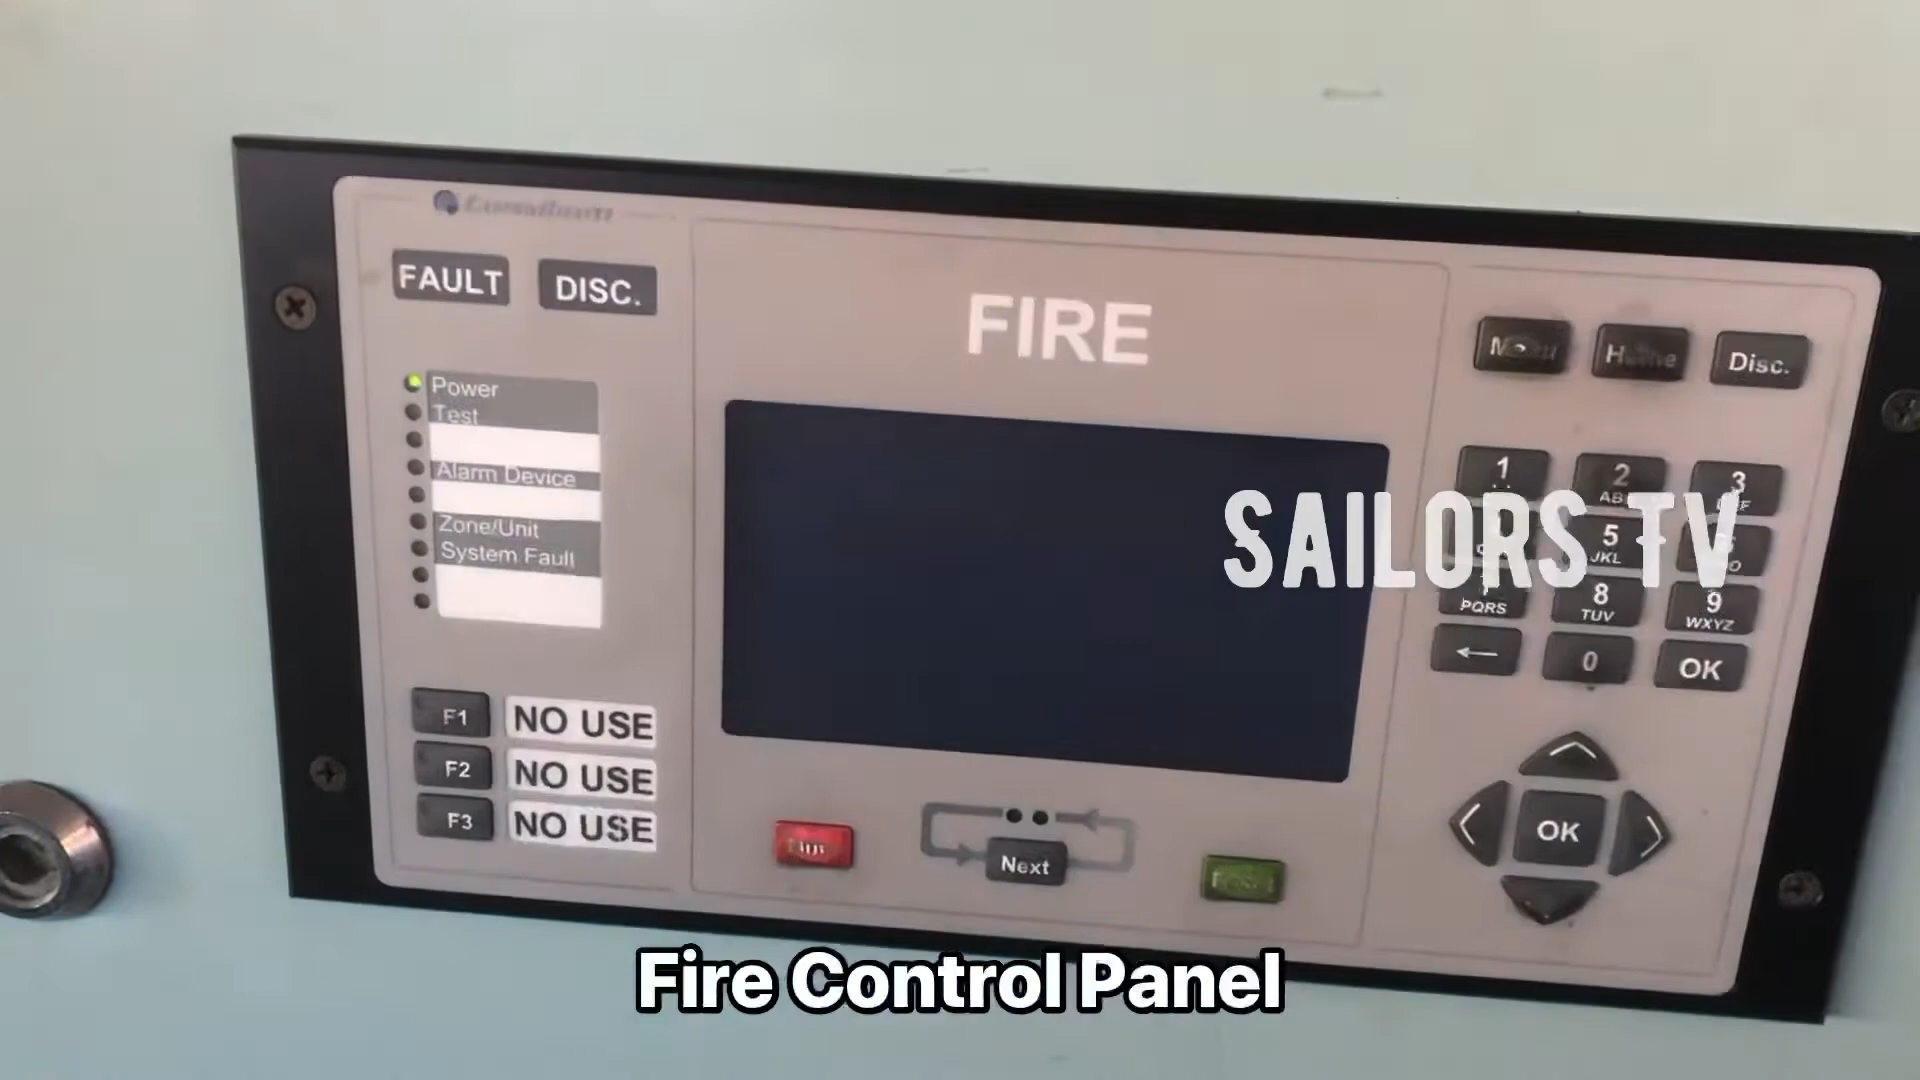 FAULT DISC.
FIRE
Menu Home Disc.
Power
Test
Alarm Device
Zone/Unit
System Fault
1 2 3
5
JKL
8 9
PQRS TUV WXYZ
0 OK
F1 NO USE
F2 NO USE
F3 NO USE
Next
OK
SAILORS TV
Fire Control Panel